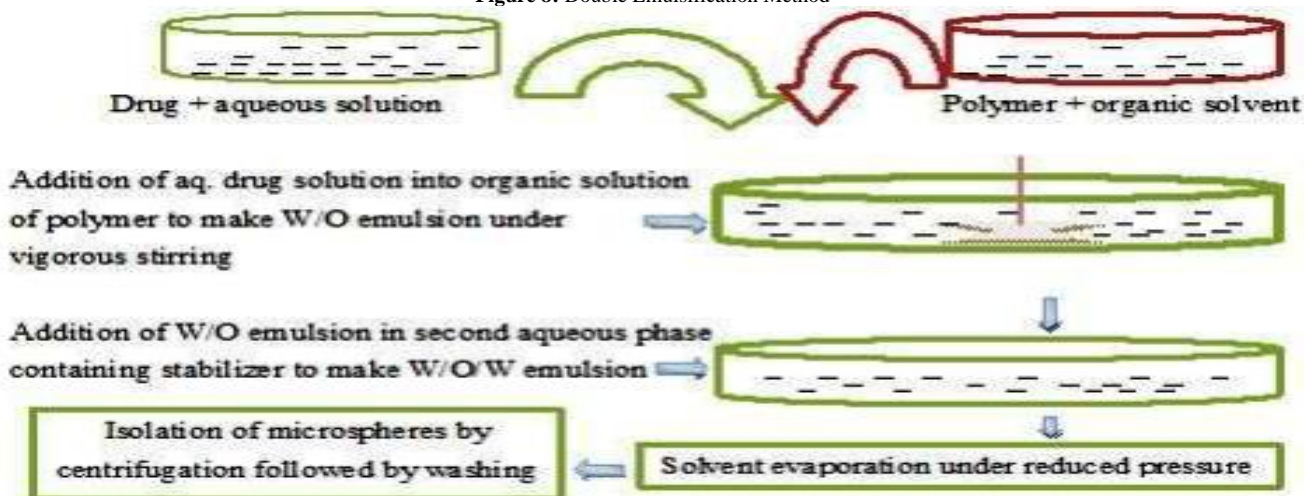 Figure 3: Double Emulsification Method
Drug + aqueous solution
Polymer + organic solvent
Addition of aq. drug solution into organic solution
of polymer to make W/O emulsion under
vigorous stirring
Addition of W/O emulsion in second aqueous phase
containing stabilizer to make W/O/W emulsion
Isolation of microspheres by
centrifugation followed by washing
Solvent evaporation under reduced pressure